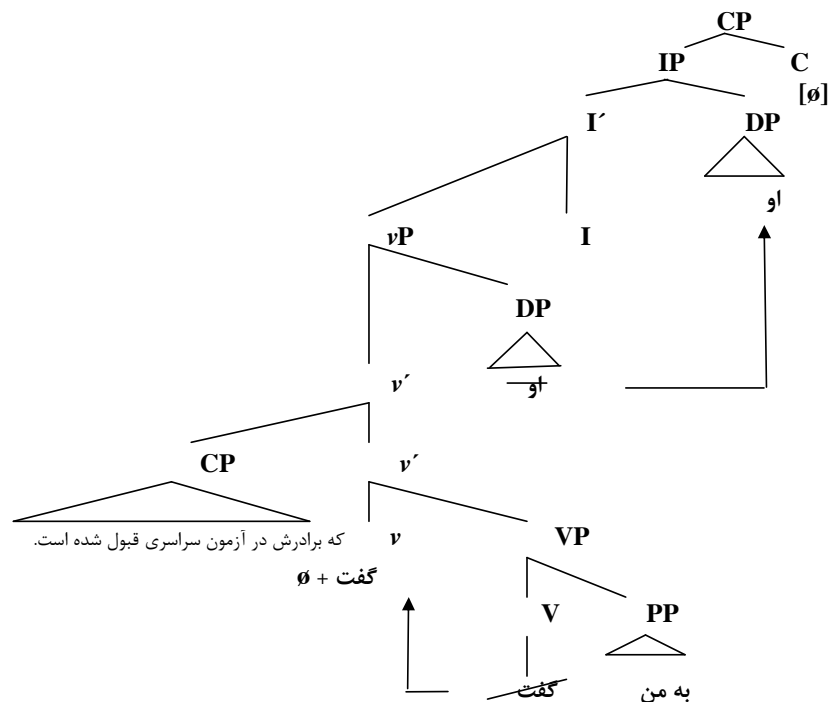 CP
IP C
[ø]
I´ DP
او
vP I
DP
v´ او
CP v´
که برادرش در آزمون سراسری قبول شده است. v VP
گفت + ø
V PP
گفت به من